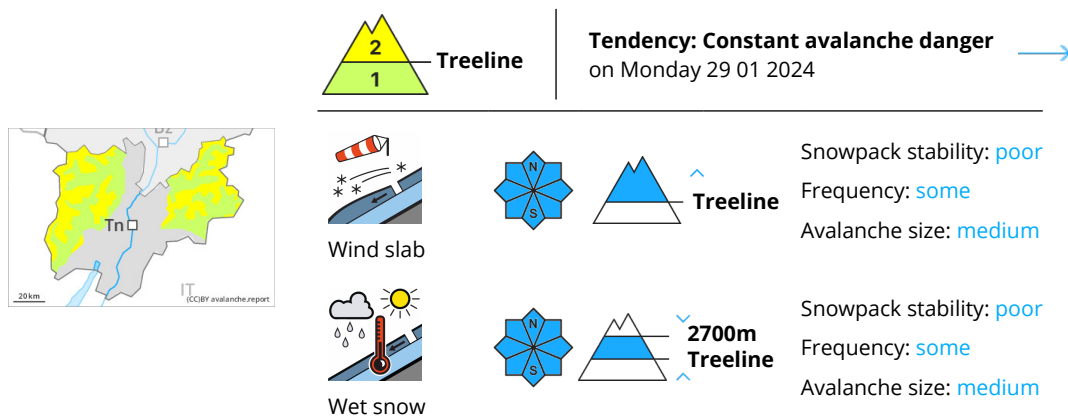 2
Treeline
1
Tendency: Constant avalanche danger
on Monday 29 01 2024
Tn
20 km
IT
(CC)BY avalanche.report
Wind slab
N
S
Treeline
Snowpack stability: poor
Frequency: some
Avalanche size: medium
Wet snow
N
S
2700m
Treeline
Snowpack stability: poor
Frequency: some
Avalanche size: medium